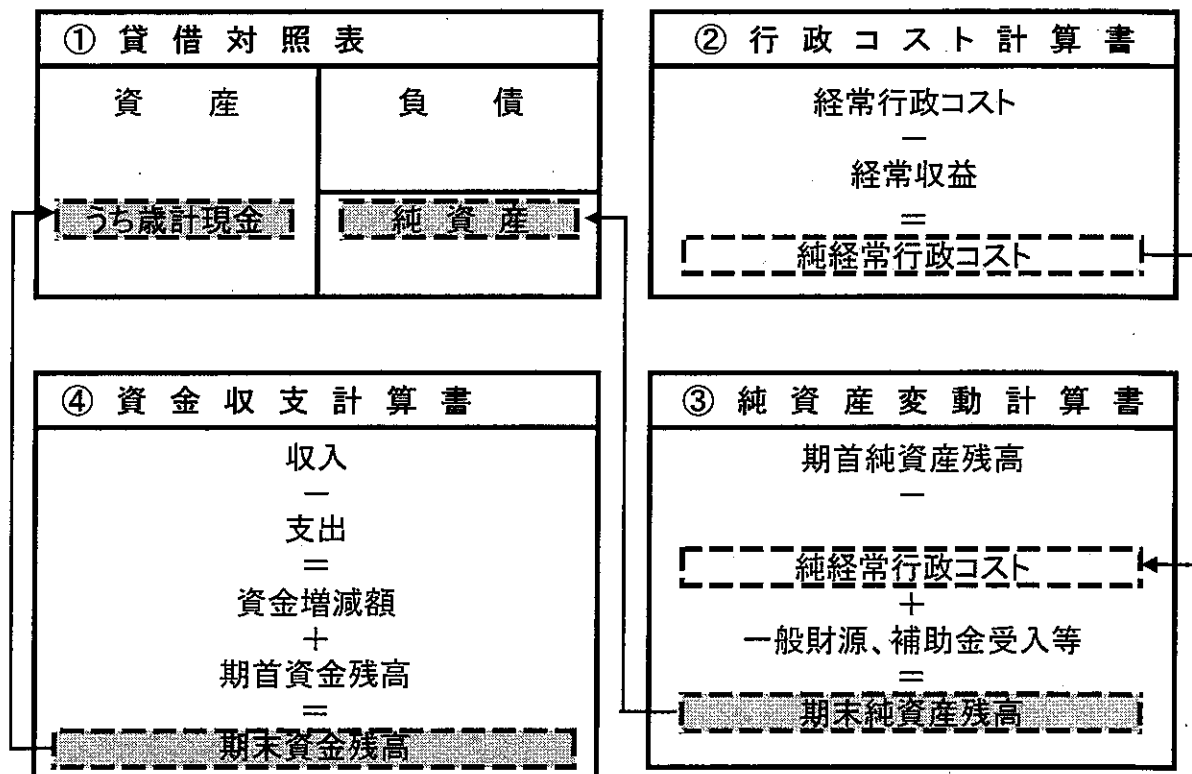 ① 貸借対照表
資産
負債
うち歳計現金
純資産
② 行政コスト計算書
経常行政コスト
－
経常収益
＝
純経常行政コスト
④ 資金収支計算書
収入
－
支出
＝
資金増減額
＋
期首資金残高
＝
期末資金残高
③ 純資産変動計算書
期首純資産残高
－
純経常行政コスト
＋
一般財源、補助金受入等
＝
期末純資産残高